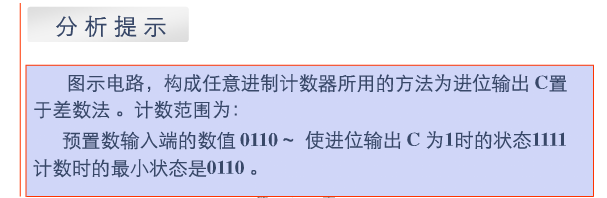 分析提示
图示电路，构成任意进制计数器所用的方法为进位输出 C置
于差数法 。计数范围为：
预置数输入端的数值 0110～ 使进位输出 C 为1时的状态1111
计数时的最小状态是0110 。